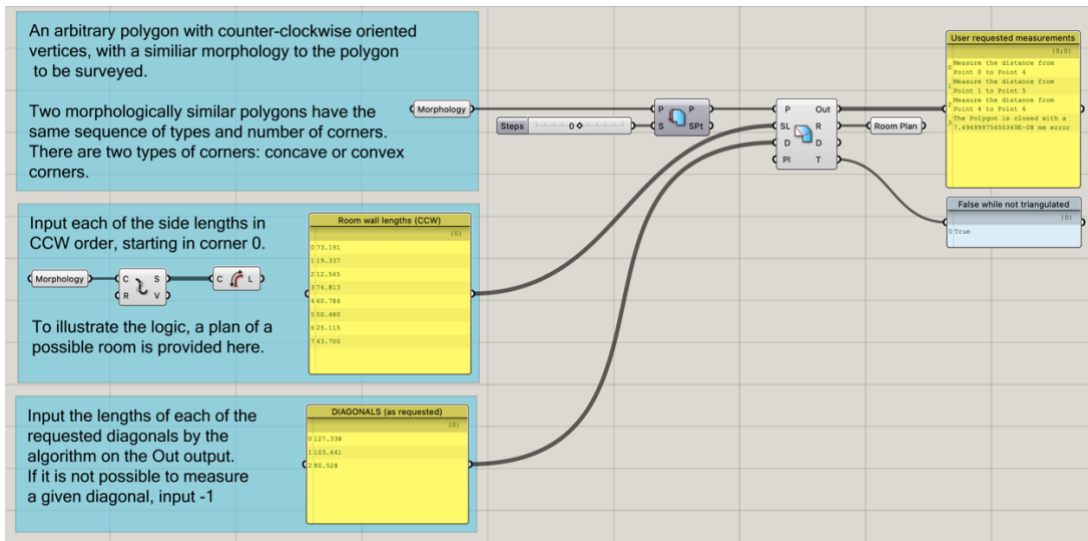 An arbitrary polygon with counter-clockwise oriented
vertices, with a similiar morphology to the polygon
to be surveyed.
Two morphologically similar polygons have the
same sequence of types and number of corners.
There are two types of corners: concave or convex
corners.
Morphology
Steps
0
P
S
P
SPt
P
SL
D
Pl
Out
R
D
T
Room Plan
User requested measurements
{0;0}
0 Measure the distance from
Point 0 to Point 4
1 Measure the distance from
Point 1 to Point 5
2 Measure the distance from
Point 4 to Point 6
3 The Polygon is closed with a
7.49499975650349E-08 mm error
False while not triangulated
{0}
0 True
Input each of the side lengths in
CCW order, starting in corner 0.
Morphology
C
R
S
V
C
L
To illustrate the logic, a plan of a
possible room is provided here.
Room wall lengths (CCW)
{0}
0 73.191
1 19.337
2 12.565
3 74.813
4 60.784
5 50.480
6 25.115
7 43.700
Input the lengths of each of the
requested diagonals by the
algorithm on the Out output.
If it is not possible to measure
a given diagonal, input -1
DIAGONALS (as requested)
{0}
0 127.338
1 103.641
2 80.528